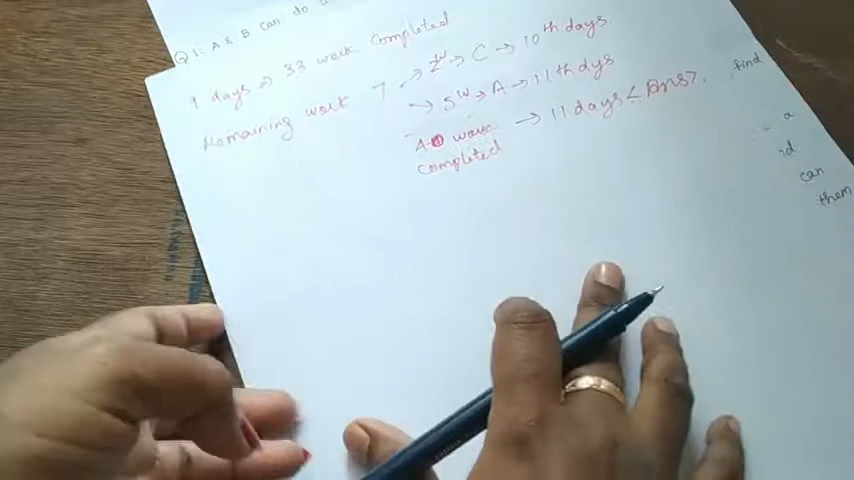 Q1: A & B can do a
9 days → 33 work completed
Remaining work 7 → 2W → C → 10th days.
→ 5W → A → 11th dys
40 work → 11 days < Ans>.
completed
find
a
can
them